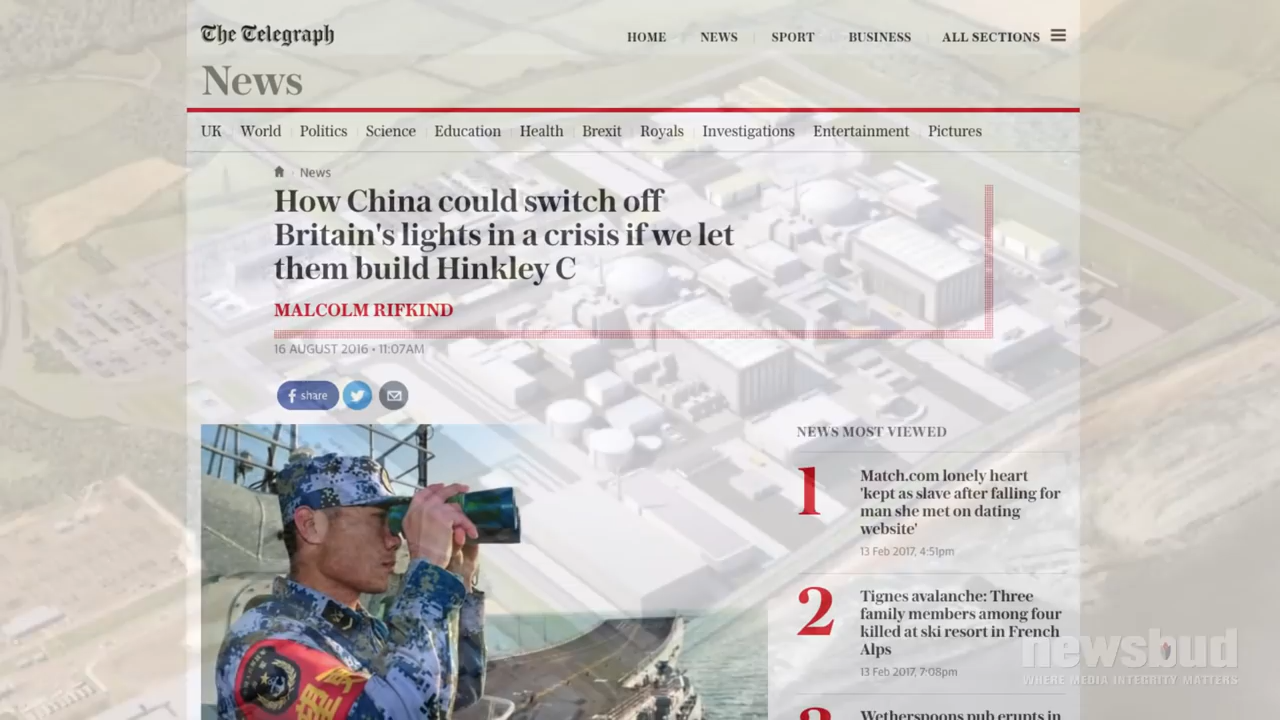 The Telegraph
HOME NEWS SPORT BUSINESS ALL SECTIONS
News
UK World Politics Science Education Health Brexit Royals Investigations Entertainment Pictures
News
How China could switch off
Britain's lights in a crisis if we let
them build Hinkley C
MALCOLM RIFKIND
16 AUGUST 2016 • 11:07AM
f share
NEWS MOST VIEWED
1
Match.com lonely heart
'kept as slave after falling for
man she met on dating
website'
13 Feb 2017, 4:51pm
2
Tignes avalanche: Three
family members among four
killed at ski resort in French
Alps
13 Feb 2017, 7:08pm
3
Wetherspoons pub erupts in
newsbud
WHERE MEDIA INTEGRITY MATTERS